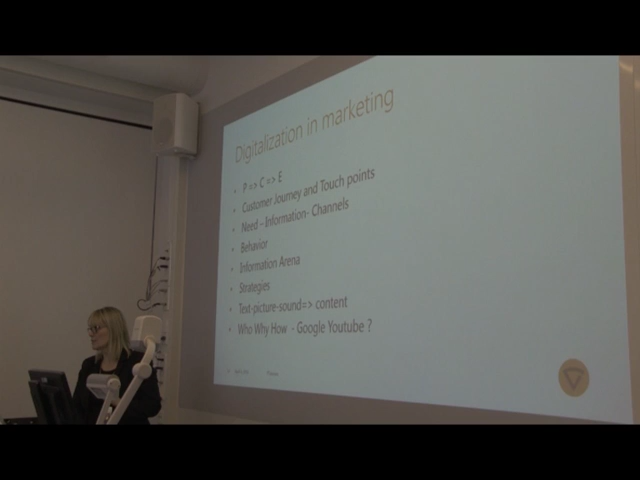 Digitalization in marketing
• P => C => E
• Customer Journey and Touch points
• Need – Information- Channels
• Behavior
• Information Arena
• Strategies
• Text-picture-sound=> content
• Who Why How - Google Youtube ?